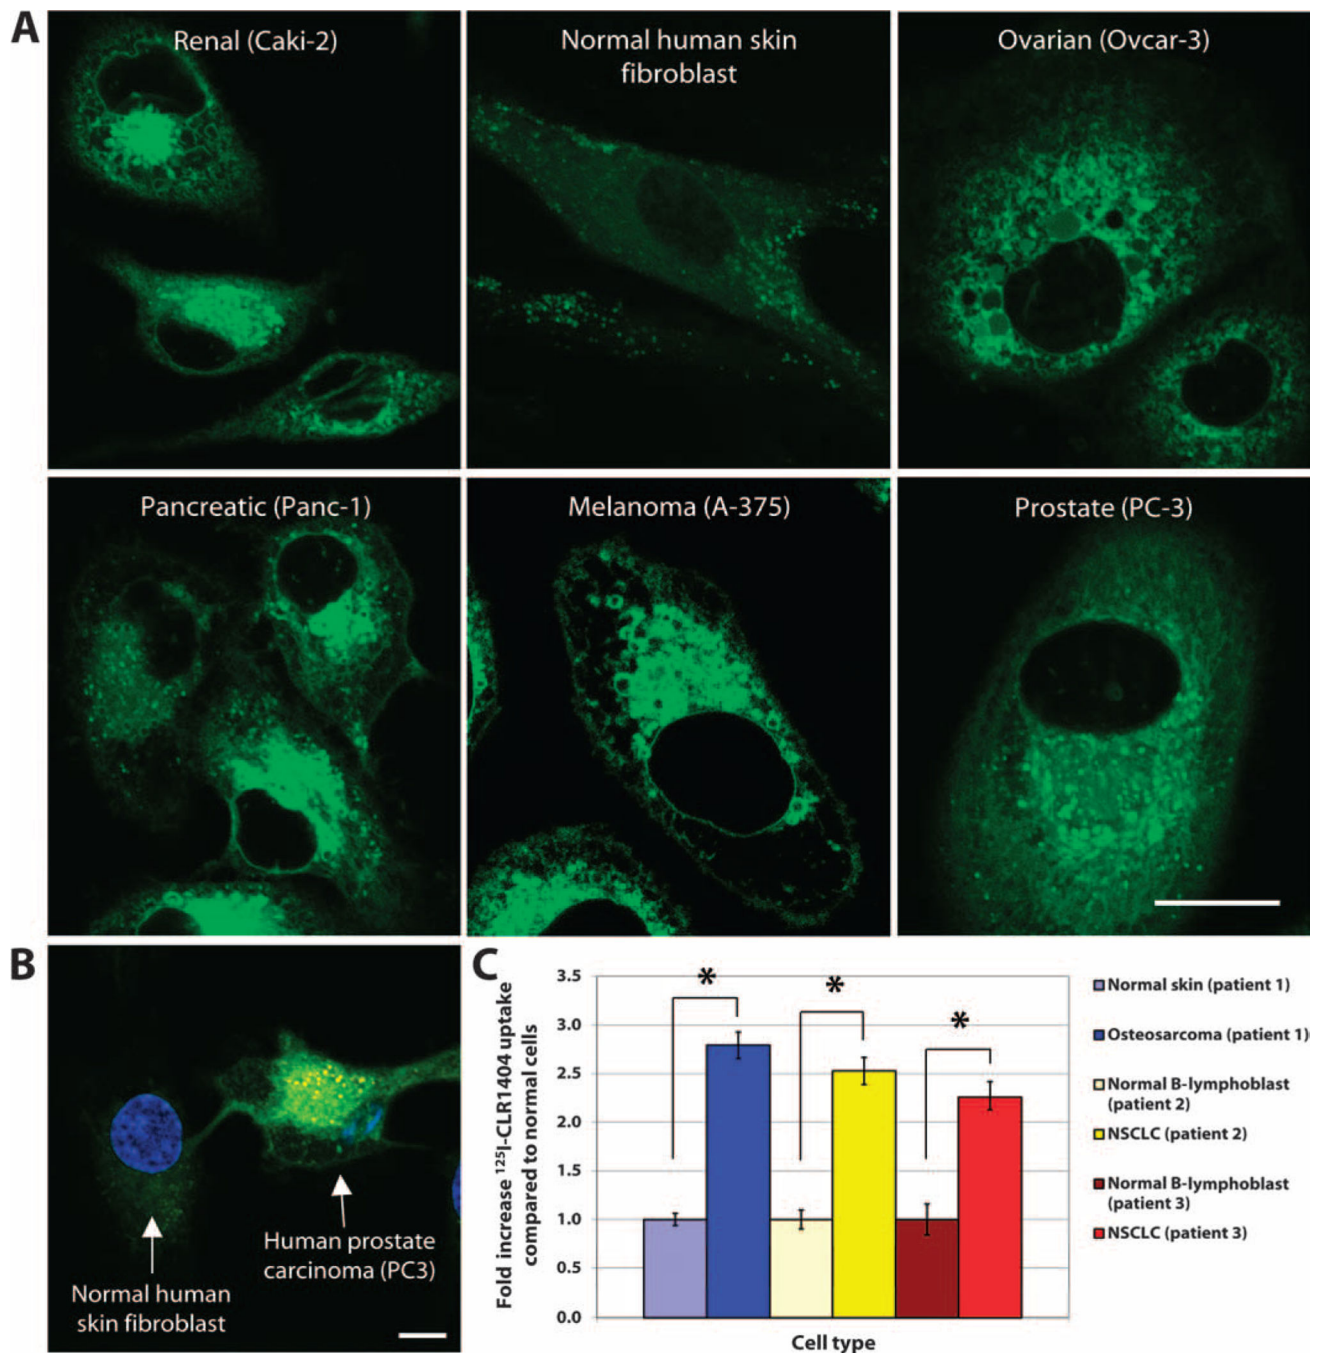 A
Renal (Caki-2)
Normal human skin
fibroblast
Ovarian (Ovcar-3)
Pancreatic (Panc-1)
Melanoma (A-375)
Prostate (PC-3)
B
Normal human
skin fibroblast
Human prostate
carcinoma (PC3)
C
Fold increase ¹²⁵I-CLR1404 uptake
compared to normal cells
3.5
3.0
2.5
2.0
1.5
1.0
0.5
0.0
*
*
*
Cell type
Normal skin (patient 1)
Osteosarcoma (patient 1)
Normal B-lymphoblast
(patient 2)
NSCLC (patient 2)
Normal B-lymphoblast
(patient 3)
NSCLC (patient 3)